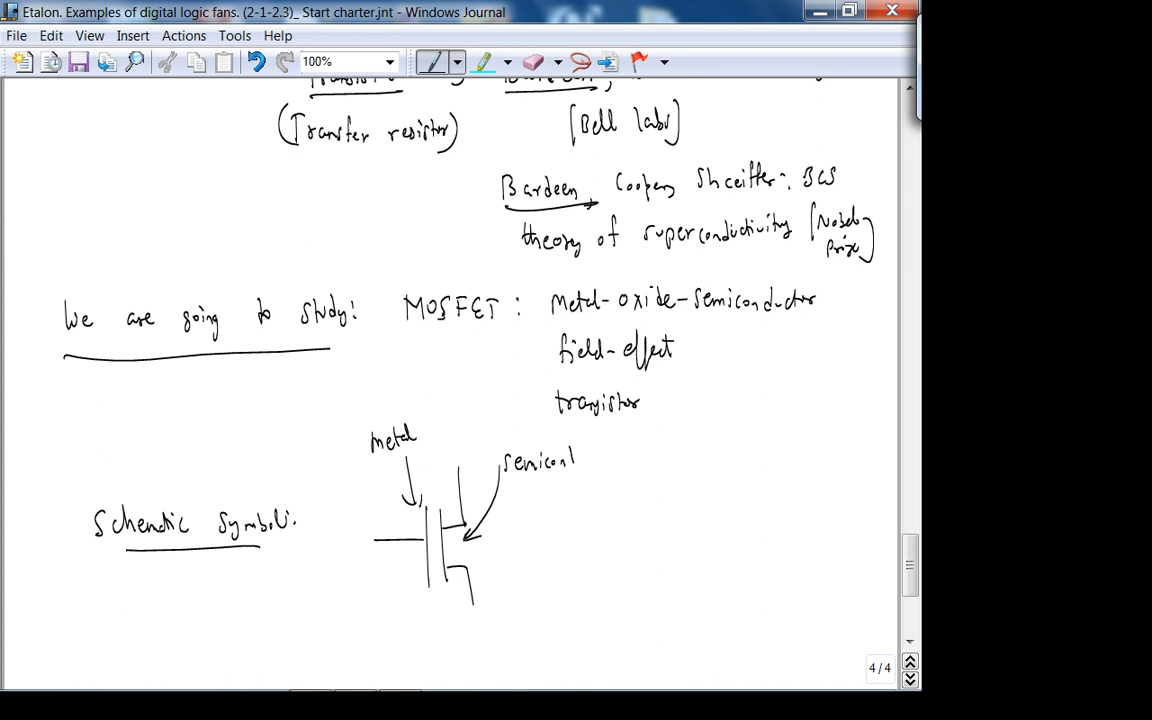 Etalon. Examples of digital logic fans. (2-1-2.3)_ Start charter.jnt - Windows Journal
File Edit View Insert Actions Tools Help
100%
(Transfer resistor) [Bell labs]
Bardeen, Cooper, Shceiffer: BCS
theory of superconductivity [Nobel
Prize]
We are going to study: MOSFET : Metal-oxide-semiconductor
field-effect
transistor
metal
semicon
Schematic Symbol:
4 / 4